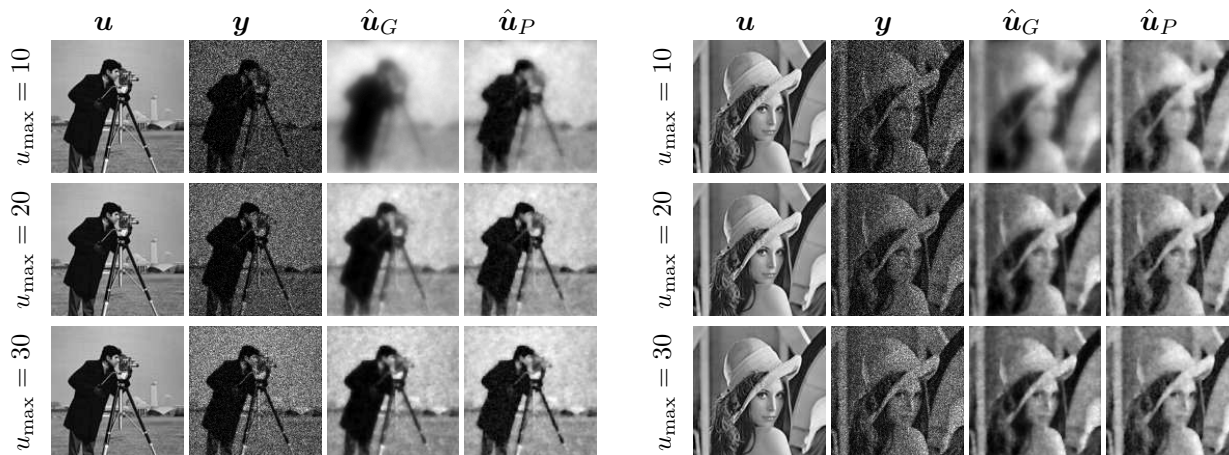 u y û_G û_P u y û_G û_P
u_max = 10 u_max = 10
u_max = 20 u_max = 20
u_max = 30 u_max = 30